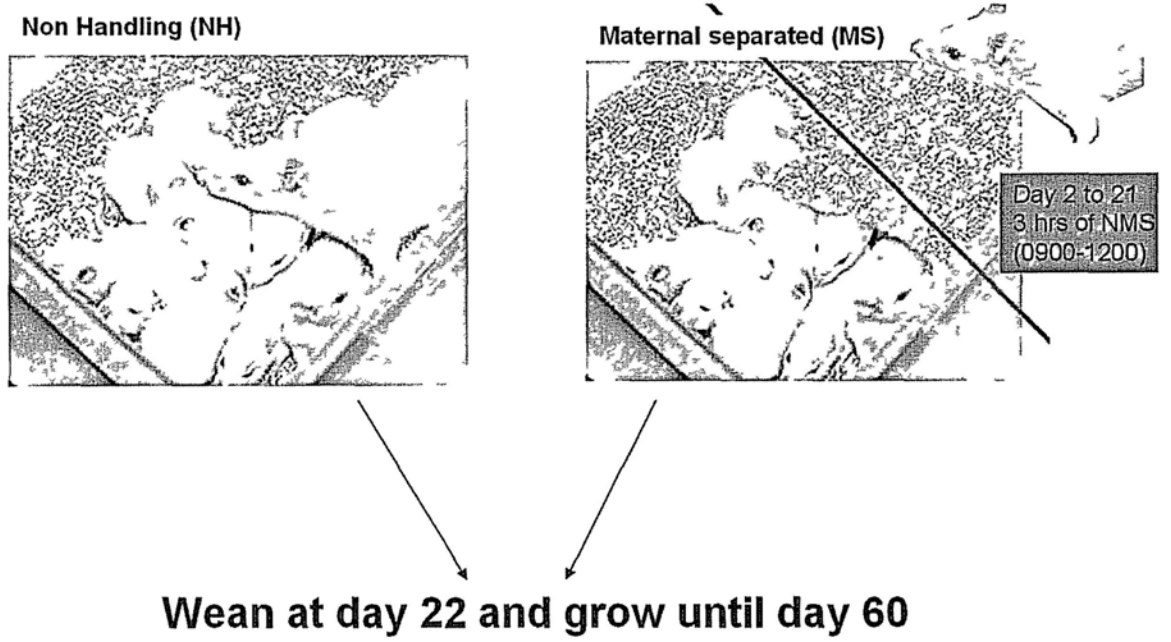 Non Handling (NH)
Maternal separated (MS)
Day 2 to 21
3 hrs of NMS
(0900-1200)
Wean at day 22 and grow until day 60